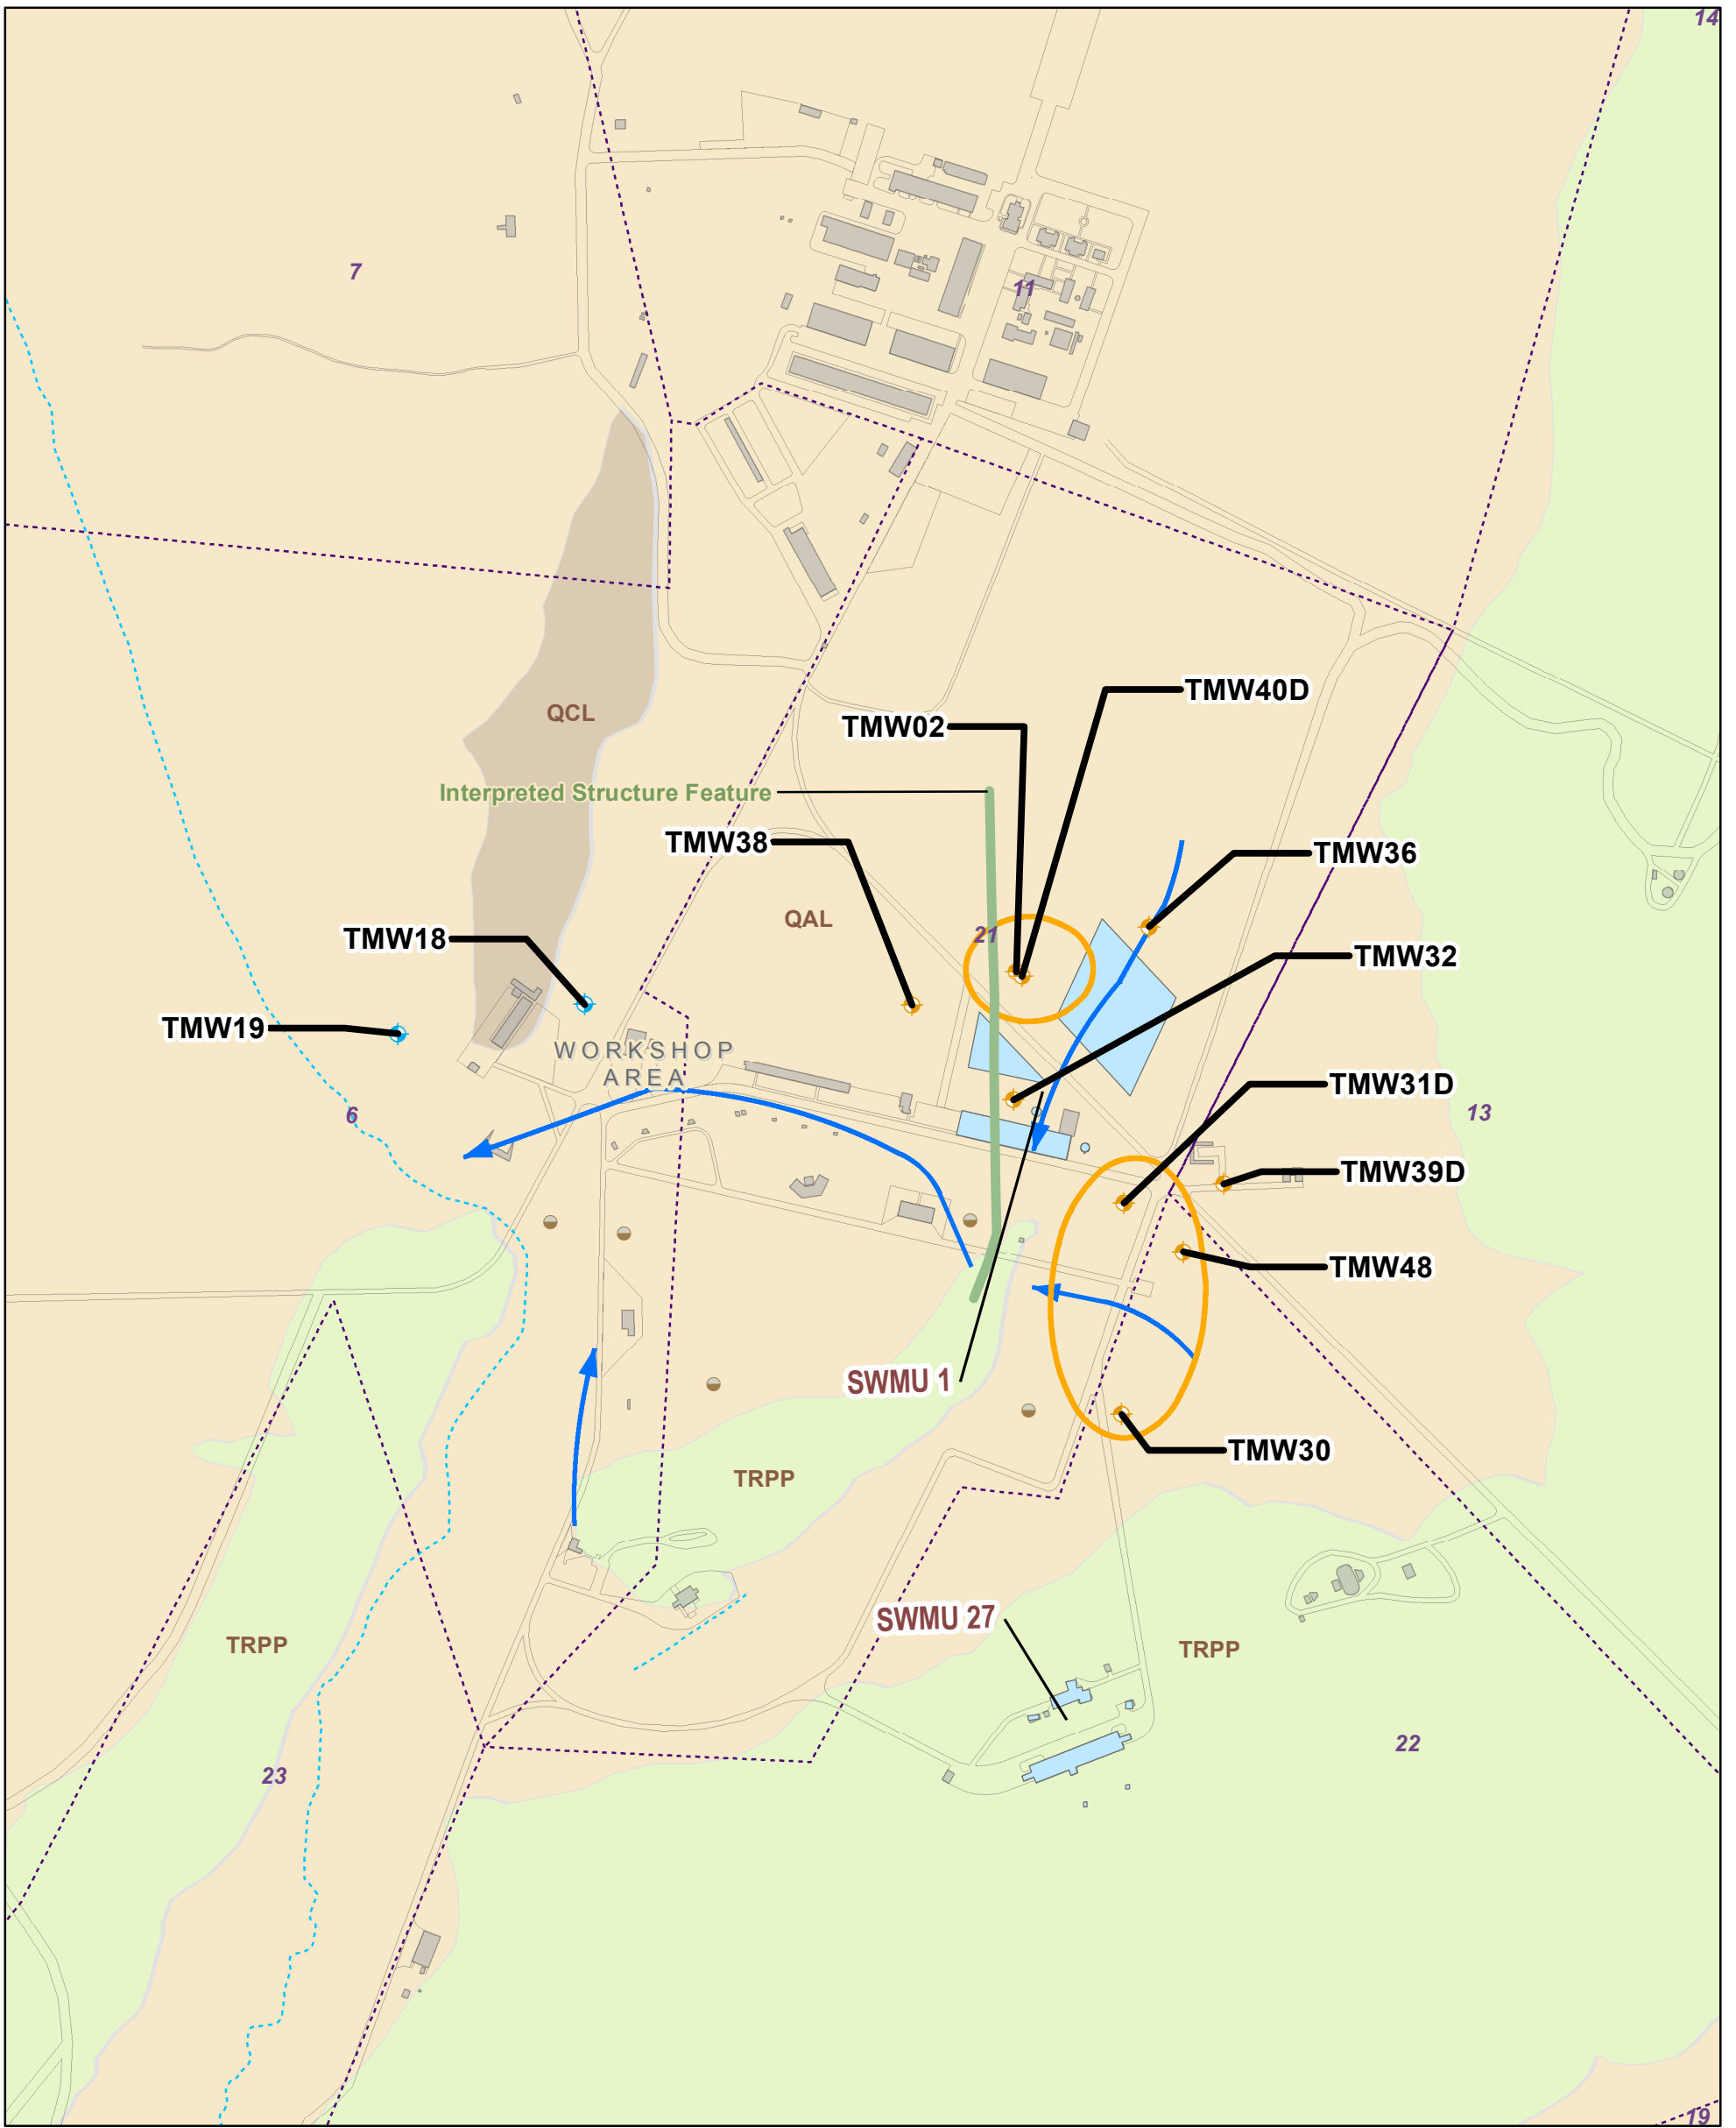 14
7
11
TMW40D
QCL
TMW02
Interpreted Structure Feature
TMW38
TMW36
QAL
21
TMW18
TMW32
TMW19
WORKSHOP
AREA
TMW31D
6
13
TMW39D
TMW48
SWMU 1
TMW30
TRPP
SWMU 27
TRPP
TRPP
22
23
19